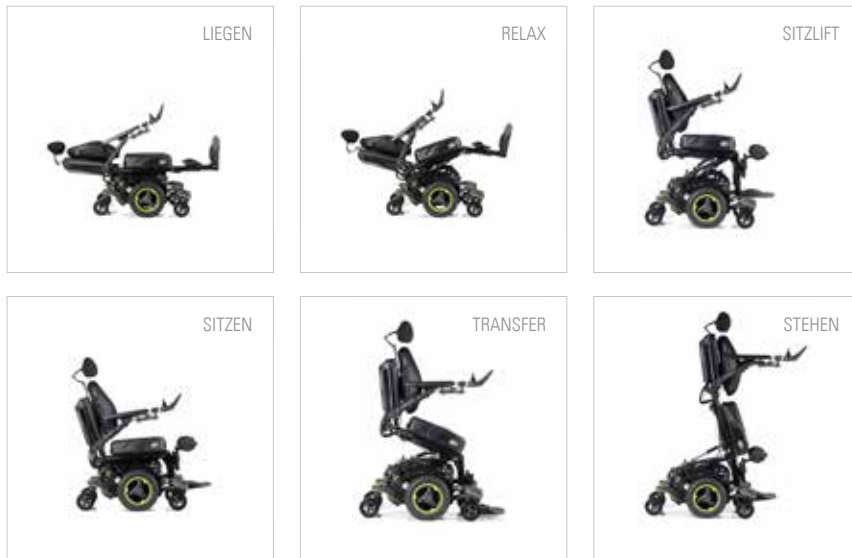 LIEGEN
RELAX
SITZLIFT
SITZEN
TRANSFER
STEHEN